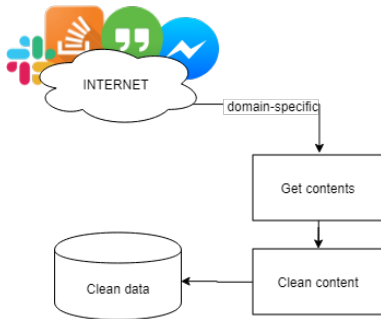 INTERNET
domain-specific
Get contents
Clean content
Clean data